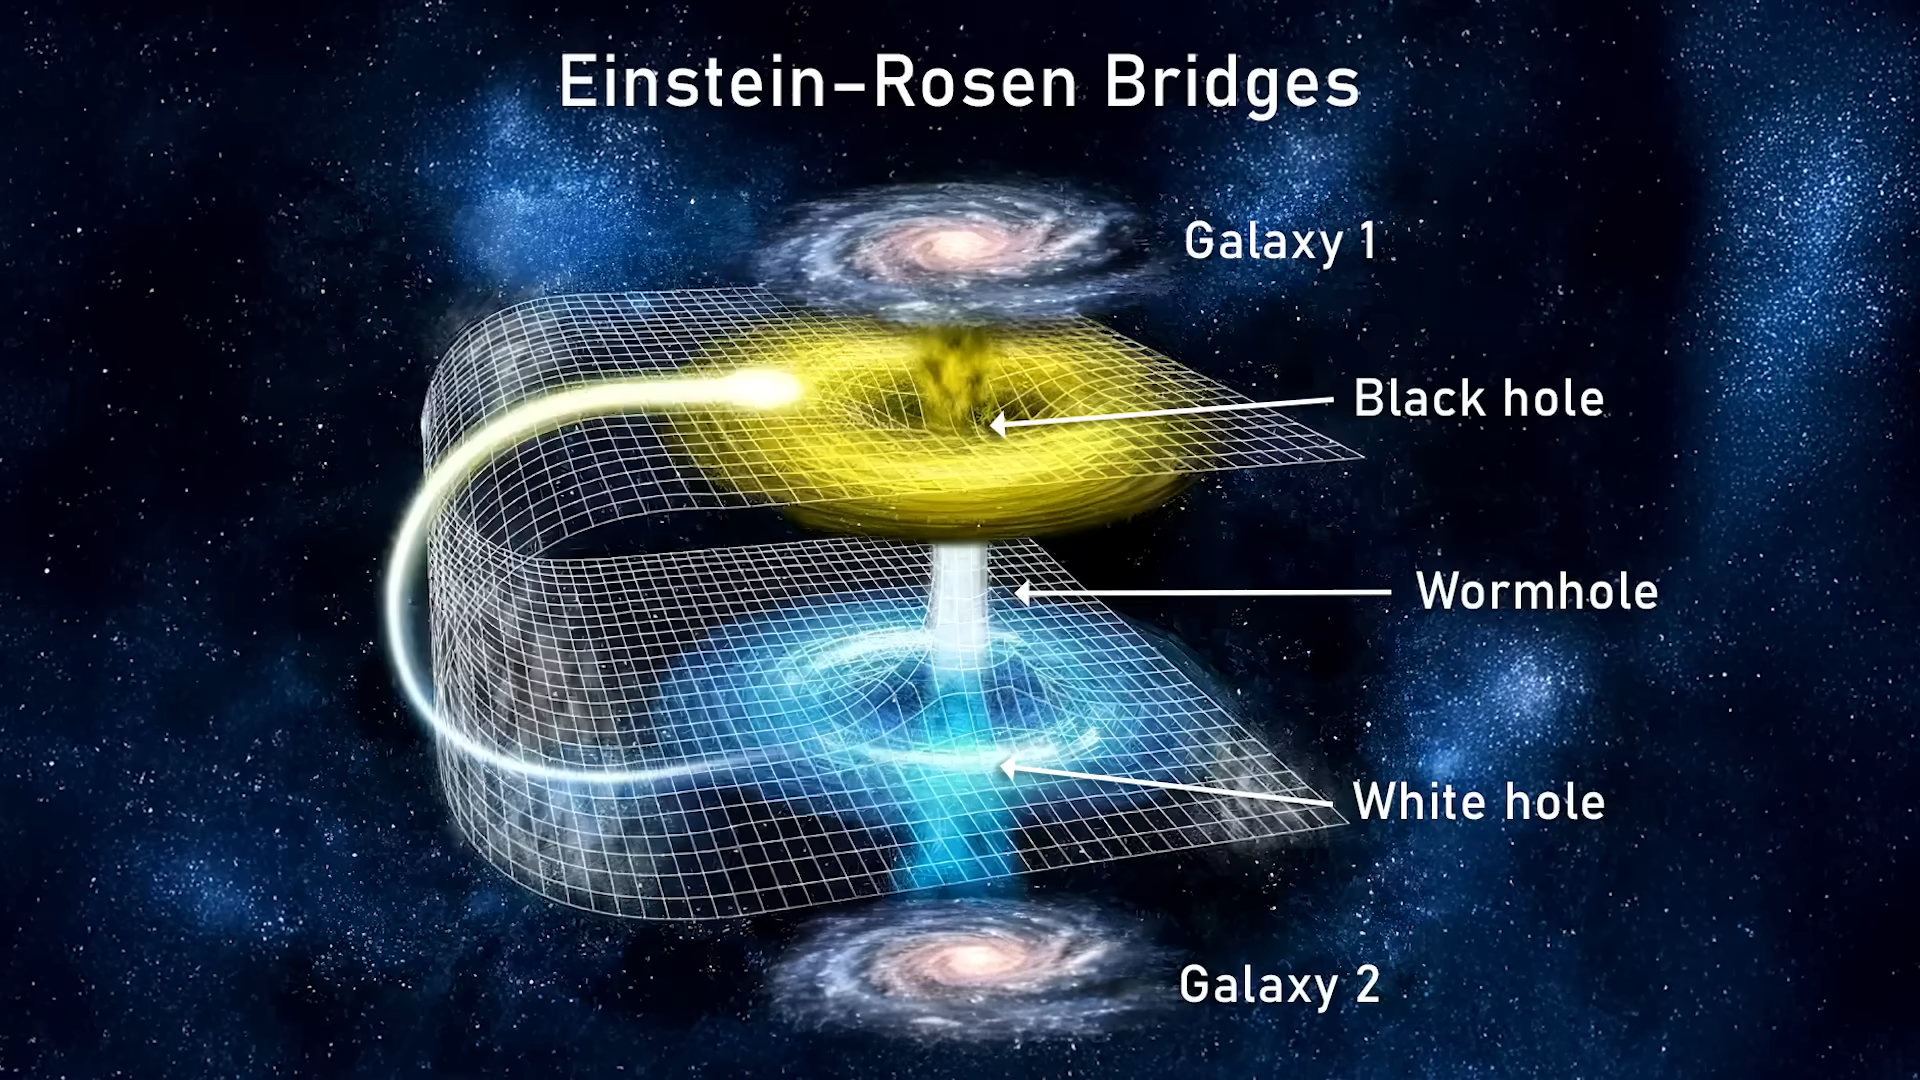 Einstein–Rosen Bridges
Galaxy 1
Black hole
Wormhole
White hole
Galaxy 2